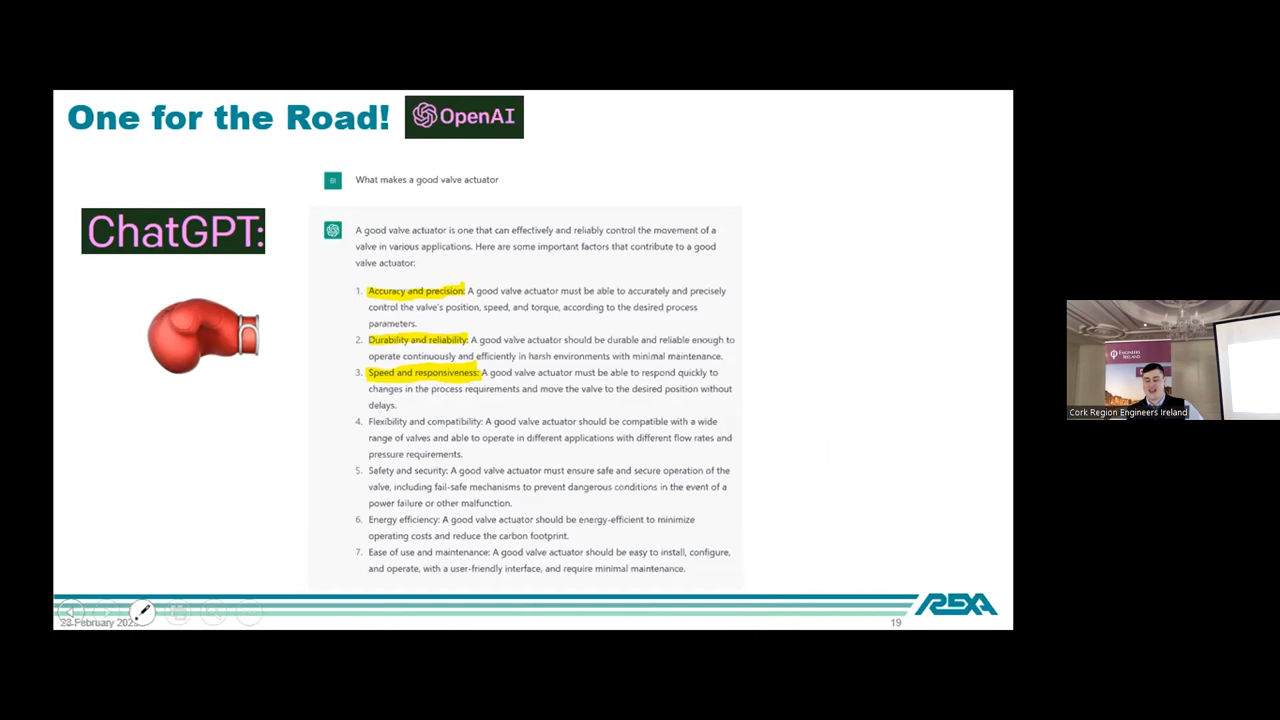 One for the Road!
OpenAI
What makes a good valve actuator
ChatGPT:
A good valve actuator is one that can effectively and reliably control the movement of a
valve in various applications. Here are some important factors that contribute to a good
valve actuator:
1. Accuracy and precision: A good valve actuator must be able to accurately and precisely
control the valve's position, speed, and torque, according to the desired process
parameters.
2. Durability and reliability: A good valve actuator should be durable and reliable enough to
operate continuously and efficiently in harsh environments with minimal maintenance.
3. Speed and responsiveness: A good valve actuator must be able to respond quickly to
changes in the process requirements and move the valve to the desired position without
delays.
4. Flexibility and compatibility: A good valve actuator should be compatible with a wide
range of valves and able to operate in different applications with different flow rates and
pressure requirements.
5. Safety and security: A good valve actuator must ensure safe and secure operation of the
valve, including fail-safe mechanisms to prevent dangerous conditions in the event of a
power failure or other malfunction.
6. Energy efficiency: A good valve actuator should be energy-efficient to minimize
operating costs and reduce the carbon footprint.
7. Ease of use and maintenance: A good valve actuator should be easy to install, configure,
and operate, with a user-friendly interface, and require minimal maintenance.
REXA
February
19
ENGINEERS
IRELAND
Cork Region Engineers Ireland